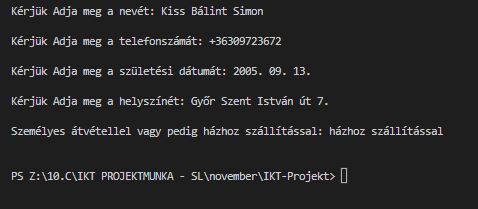 Kérjük Adja meg a nevét: Kiss Bálint Simon
Kérjük Adja meg a telefonszámát: +36309723672
Kérjük Adja meg a születési dátumát: 2005. 09. 13.
Kérjük Adja meg a helyszínét: Győr Szent István út 7.
Személyes átvétellel vagy pedig házhoz szállítással: házhoz szállítással
PS Z:\10.C\IKT PROJEKTMUNKA - SL\november\IKT-Projekt>